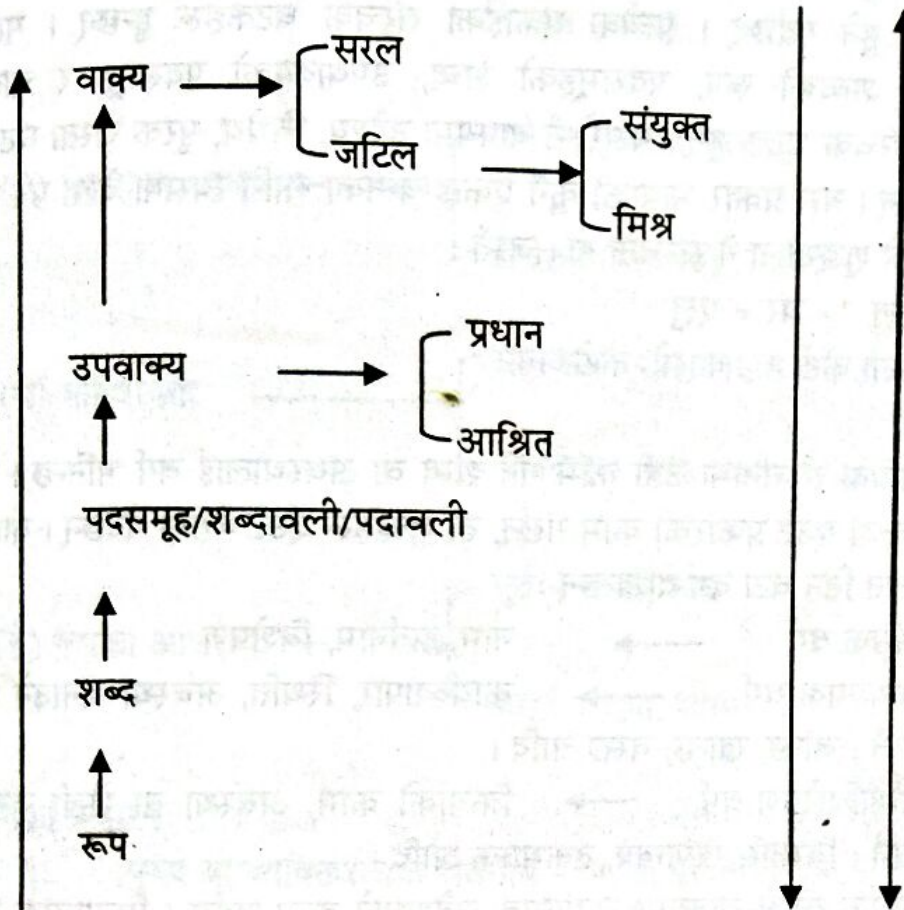 वाक्य
सरल
जटिल
संयुक्त
मिश्र
उपवाक्य
प्रधान
आश्रित
पदसमूह/शब्दावली/पदावली
शब्द
रूप